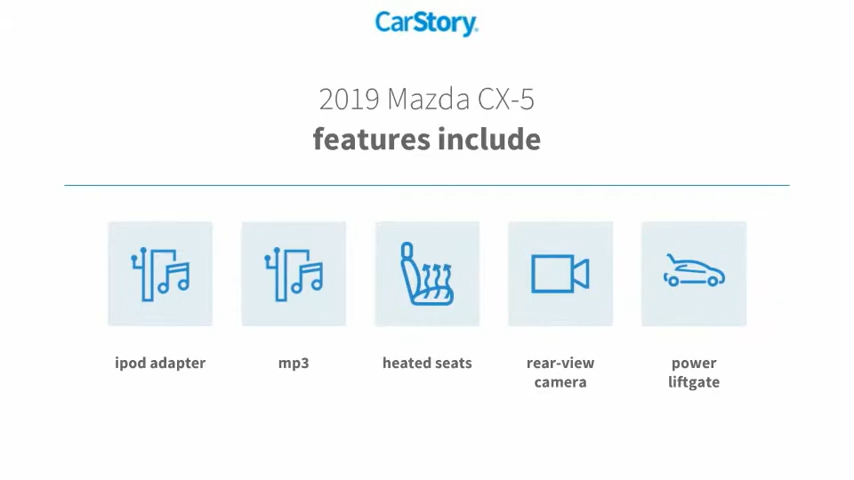 CarStory.
2019 Mazda CX-5
features include
ipod adapter
mp3
heated seats
rear-view
camera
power
liftgate